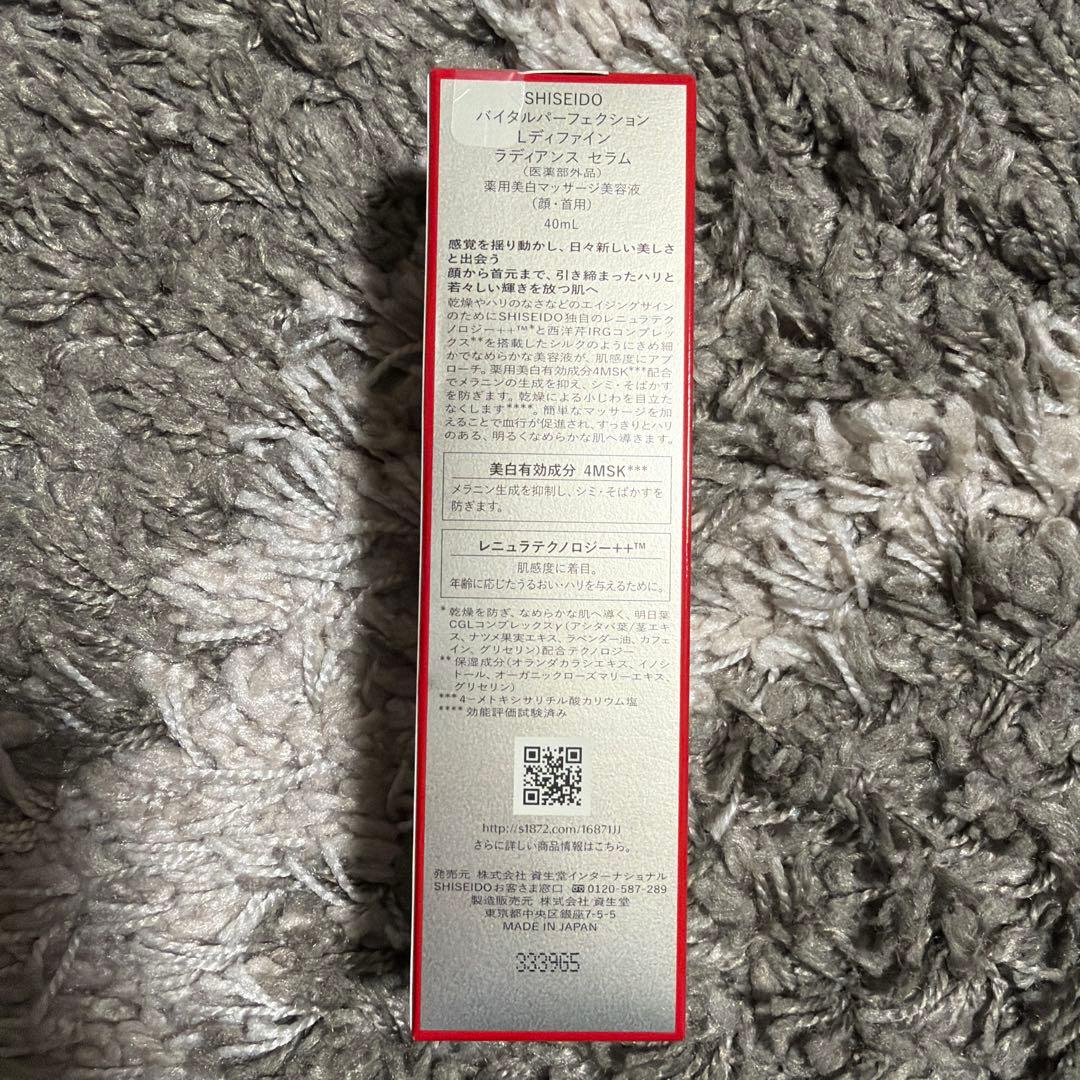 SHISEIDO
バイタルパーフェクション
Lディファイン
ラディアンス セラム
(医薬部外品)
薬用美白マッサージ美容液
(顔・首用)
40mL
感覚を揺り動かし、日々新しい美しさ
と出会う
顔から首元まで、引き締まったハリと
若々しい輝きを放つ肌へ
乾燥やハリのなさなどのエイジングサイン
のためにSHISEIDO独自のレニュラテク
ノロジー++™*と西洋芹IRGコンプレッ
クス**を搭載したシルクのようにきめ細
かでなめらかな美容液が、肌感度にアプ
ローチ。薬用美白有効成分4MSK***配合
でメラニンの生成を抑え、シミ・そばかす
を防ぎます。乾燥による小じわを目立た
なくします****。簡単なマッサージを加
えることで血行が促進され、すっきりとハリ
のある、明るくなめらかな肌へ導きます。
美白有効成分 4MSK***
メラニン生成を抑制し、シミ・そばかすを
防ぎます。
レニュラテクノロジー++™
肌感度に着目。
年齢に応じたうるおい・ハリを与えるために。
* 乾燥を防ぎ、なめらかな肌へ導く、明日葉
CGLコンプレックスγ(アシタバ葉/茎エキ
ス、ナツメ果実エキス、ラベンダー油、カフェ
イン、グリセリン)配合テクノロジー
** 保湿成分(オランダカラシエキス、イノシ
トール、オーガニックローズマリーエキス、
グリセリン)
*** 4-メトキシサリチル酸カリウム塩
**** 効能評価試験済み
http://s1872.com/16871JJ
さらに詳しい商品情報はこちら。
発売元 株式会社 資生堂インターナショナル
SHISEIDOお客さま窓口 0120-587-289
製造販売元 株式会社 資生堂
東京都中央区銀座7-5-5
MADE IN JAPAN
3339G5